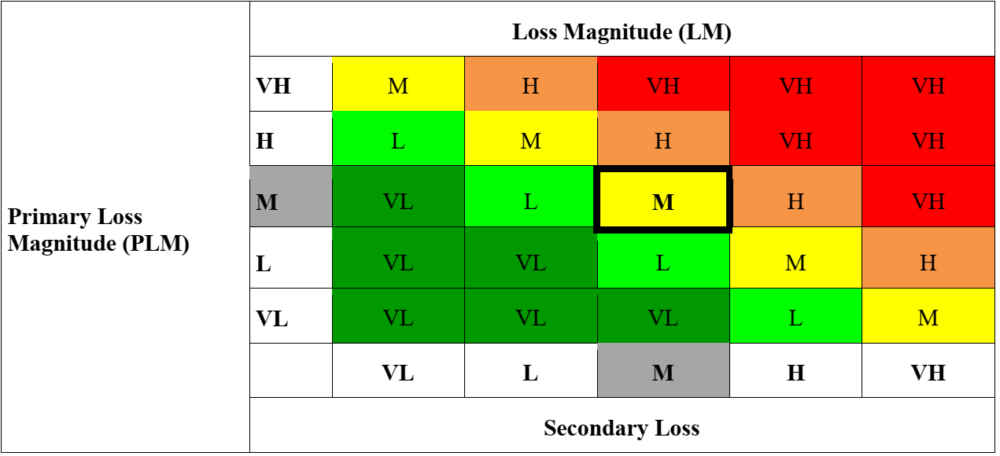 Loss Magnitude (LM)
VH M H VH VH VH
H L M H VH VH
Primary Loss
Magnitude (PLM)
M VL L M H VH
L VL VL L M H
VL VL VL VL L M
VL L M H VH
Secondary Loss